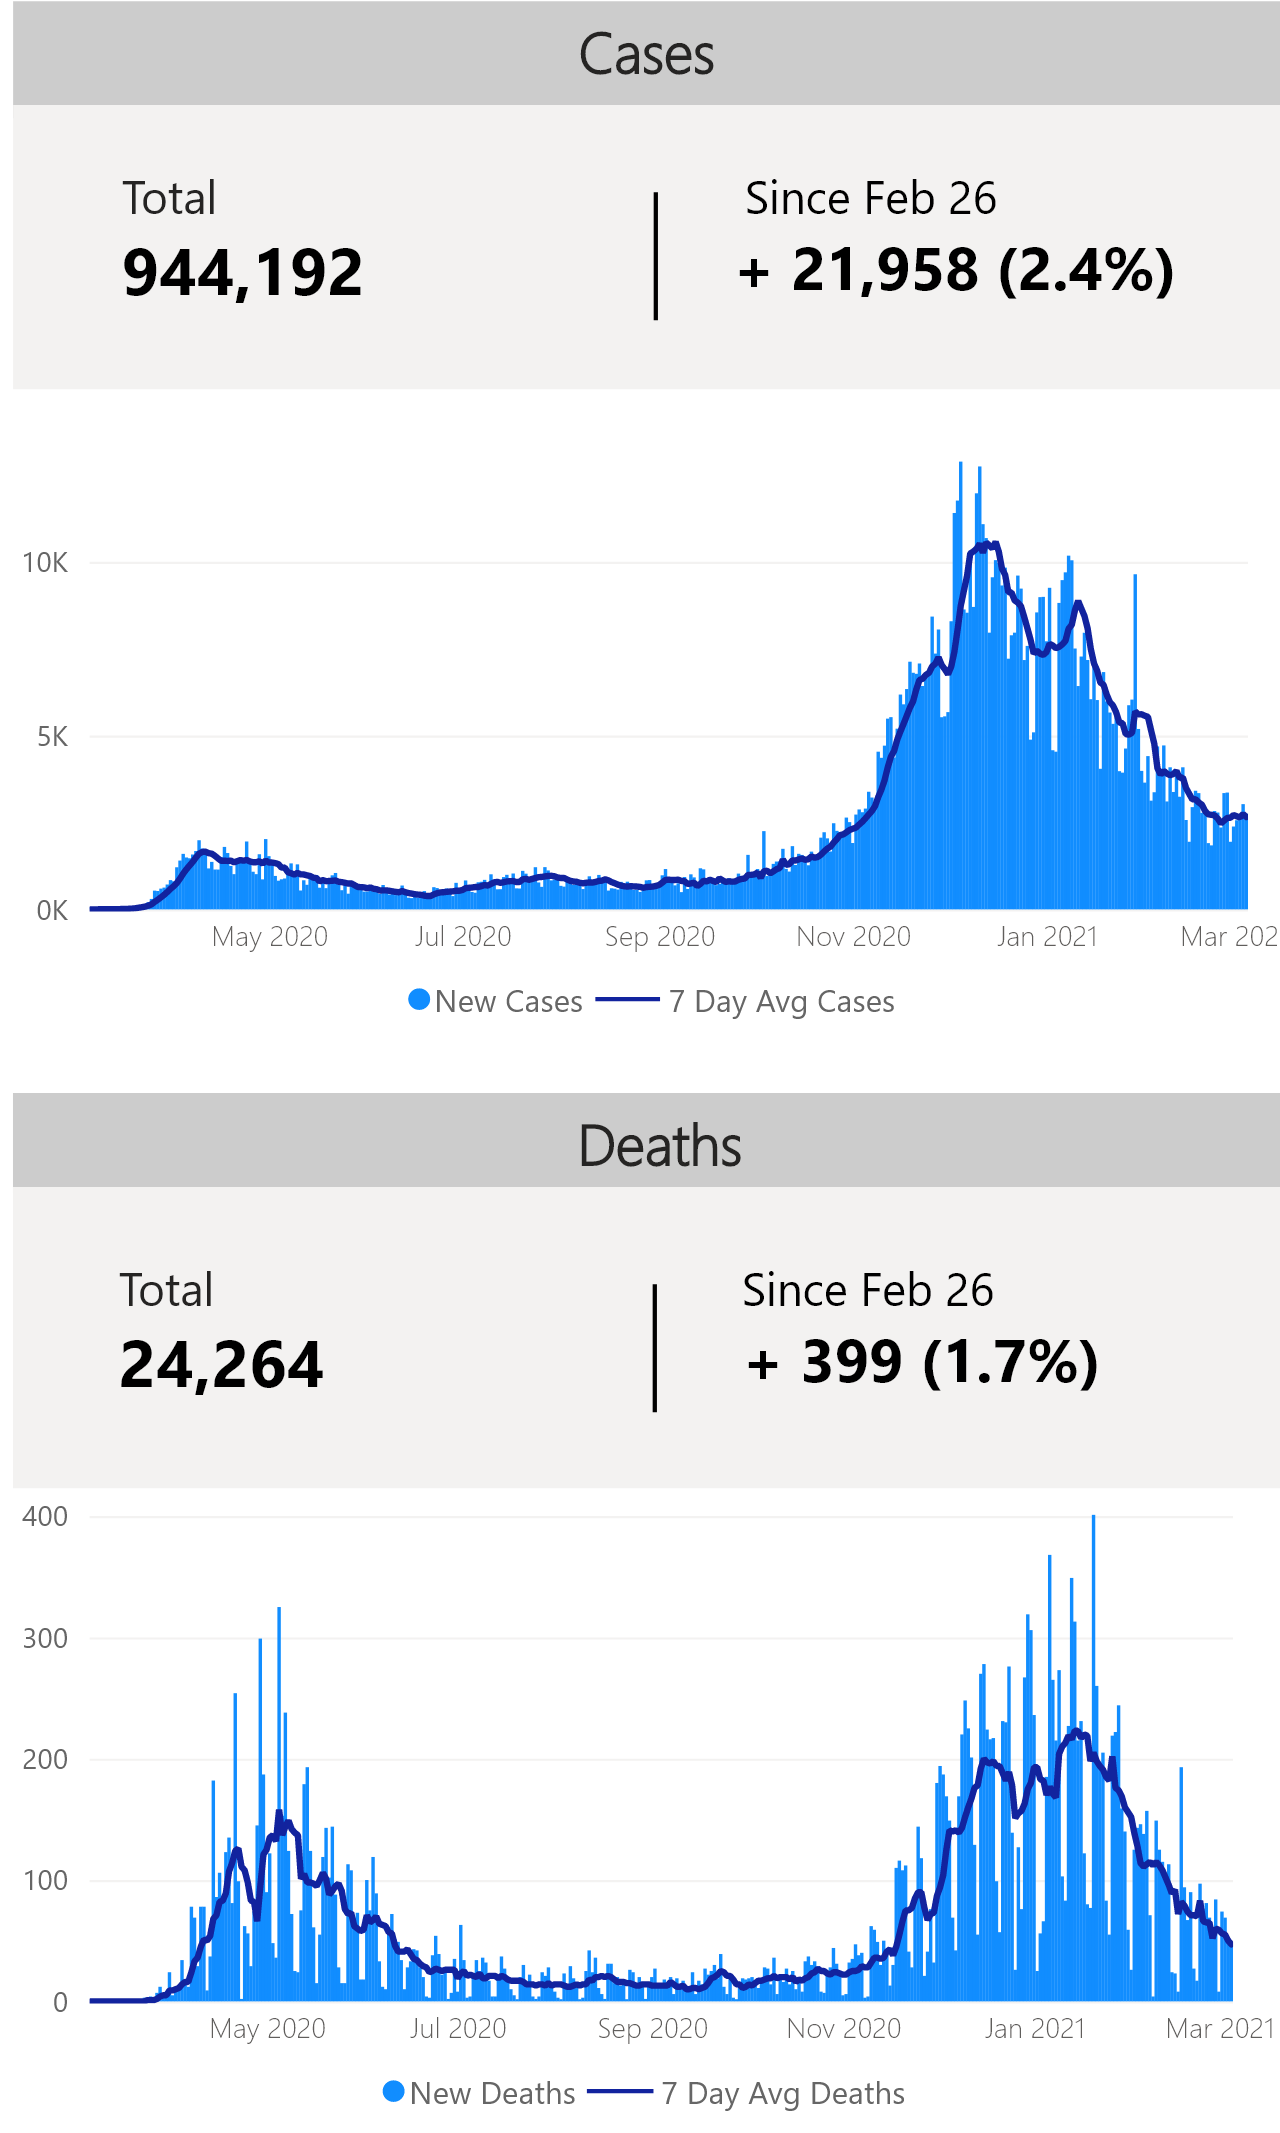 Cases
Total
Since Feb 26
944,192
+ 21,958 (2.4%)
10K
5K
0K
May 2020
Jul 2020
Sep 2020
Nov 2020
Jan 2021
Mar 202
New Cases
7 Day Avg Cases
Deaths
Total
Since Feb 26
24,264
+ 399 (1.7%)
400
300
200
100
0
May 2020
Jul 2020
Sep 2020
Nov 2020
Jan 2021
Mar 2021
New Deaths
7 Day Avg Deaths